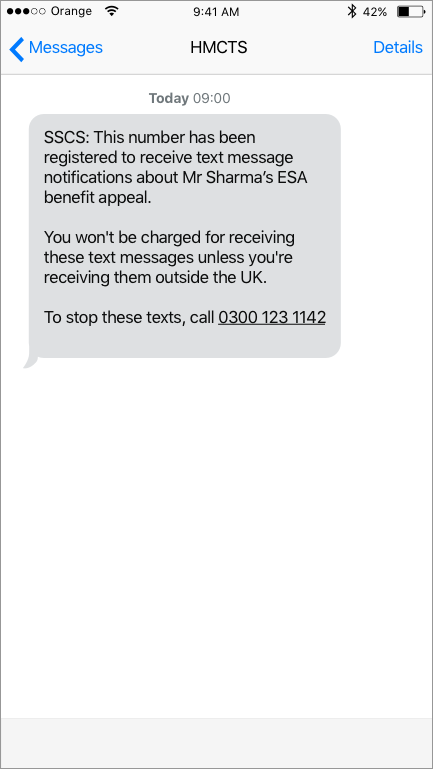 Orange 9:41 AM 42%
Messages HMCTS Details
Today 09:00
SSCS: This number has been
registered to receive text message
notifications about Mr Sharma’s ESA
benefit appeal.
You won't be charged for receiving
these text messages unless you're
receiving them outside the UK.
To stop these texts, call 0300 123 1142